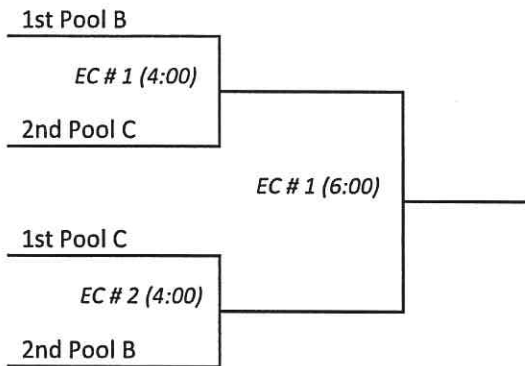 1st Pool B
EC # 1 (4:00)
2nd Pool C
EC # 1 (6:00)
1st Pool C
EC # 2 (4:00)
2nd Pool B